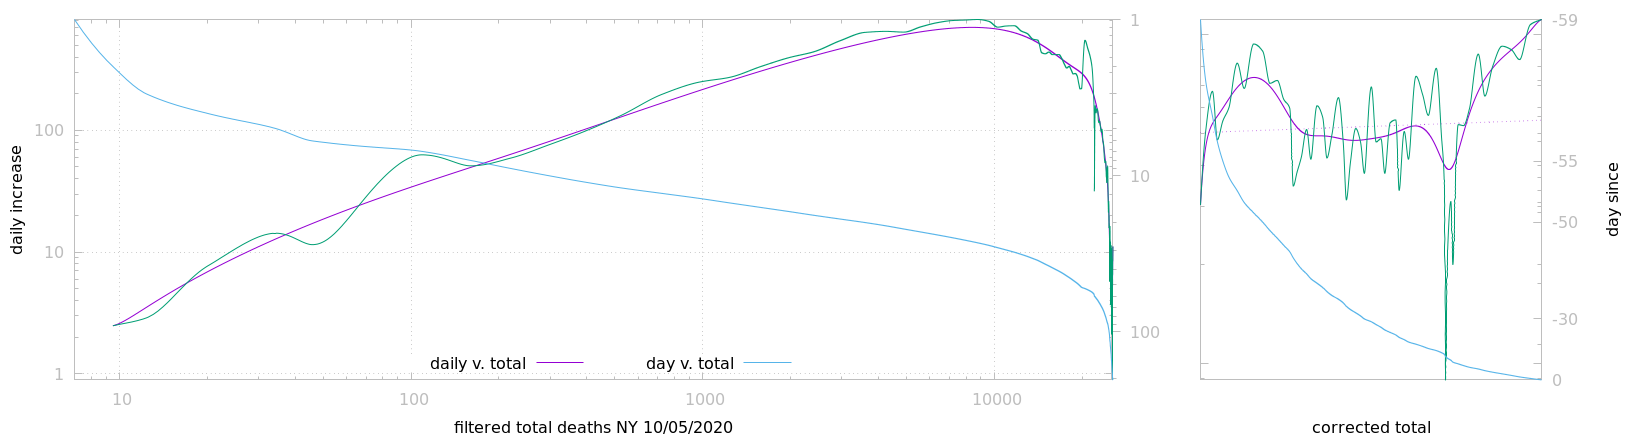 daily increase
100
10
1
10
100
1000
10000
1
10
100
daily v. total
day v. total
filtered total deaths NY 10/05/2020
-59
-55
-50
-30
0
day since
corrected total